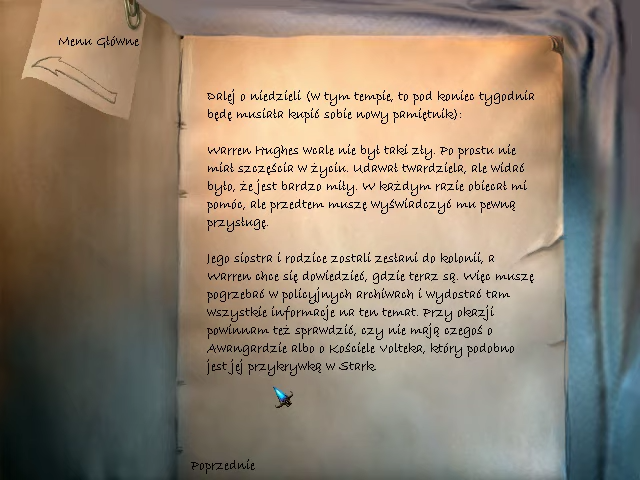 Menu Główne
Dalej o niedzieli (w tym tempie, to pod koniec tygodnia
będę musiała kupić sobie nowy pamiętnik):
Warren Hughes wcale nie był taki zły. Po prostu nie
miał szczęścia w życiu. Udawał twardziela, ale widać
było, że jest bardzo miły. W każdym razie obiecał mi
pomóc, ale przedtem muszę wyświadczyć mu pewną
przysługę.
Jego siostra i rodzice zostali zesłani do kolonii, a
Warren chce się dowiedzieć, gdzie teraz są. Więc muszę
pogrzebać w policyjnych archiwach i wydostać tam
wszystkie informacje na ten temat. Przy okazji
powinnam też sprawdzić, czy nie mają czegoś o
Awangardzie albo o Kościele Volteka, który podobno
jest jej przykrywką w Stark.
Poprzednie